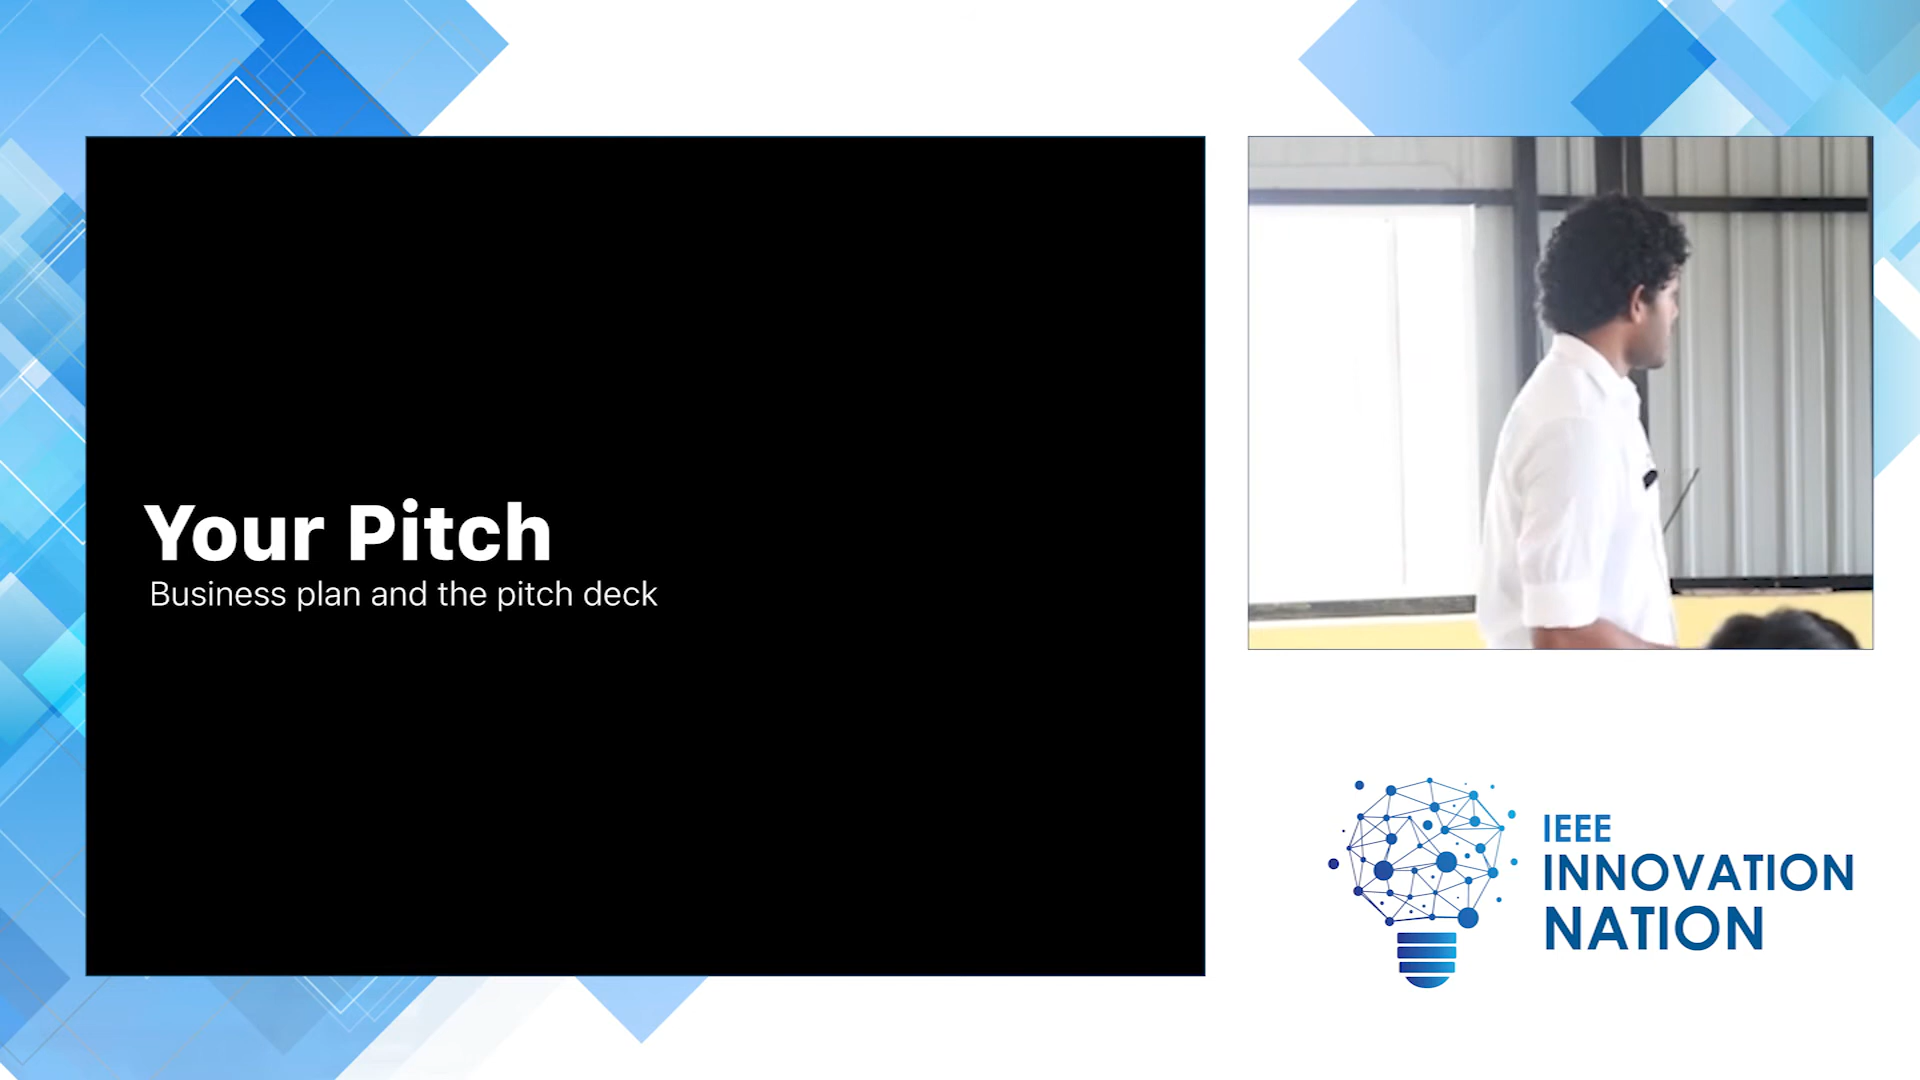 Your Pitch
Business plan and the pitch deck
IEEE
INNOVATION
NATION